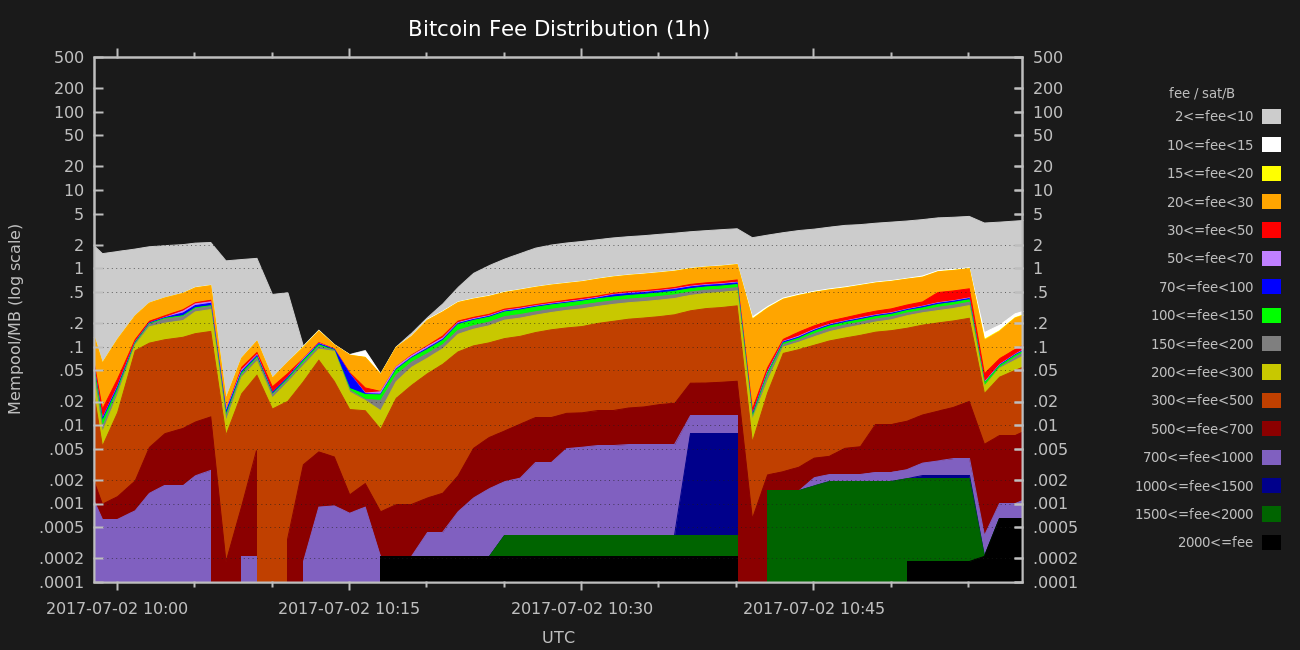 Bitcoin Fee Distribution (1h)
Mempool/MB (log scale)
500
200
100
50
20
10
5
2
1
.5
.2
.1
.05
.02
.01
.005
.002
.001
.0005
.0002
.0001
500
200
100
50
20
10
5
2
1
.5
.2
.1
.05
.02
.01
.005
.002
.001
.0005
.0002
.0001
2017-07-02 10:00
2017-07-02 10:15
2017-07-02 10:30
2017-07-02 10:45
UTC
fee / sat/B
2<=fee<10
10<=fee<15
15<=fee<20
20<=fee<30
30<=fee<50
50<=fee<70
70<=fee<100
100<=fee<150
150<=fee<200
200<=fee<300
300<=fee<500
500<=fee<700
700<=fee<1000
1000<=fee<1500
1500<=fee<2000
2000<=fee